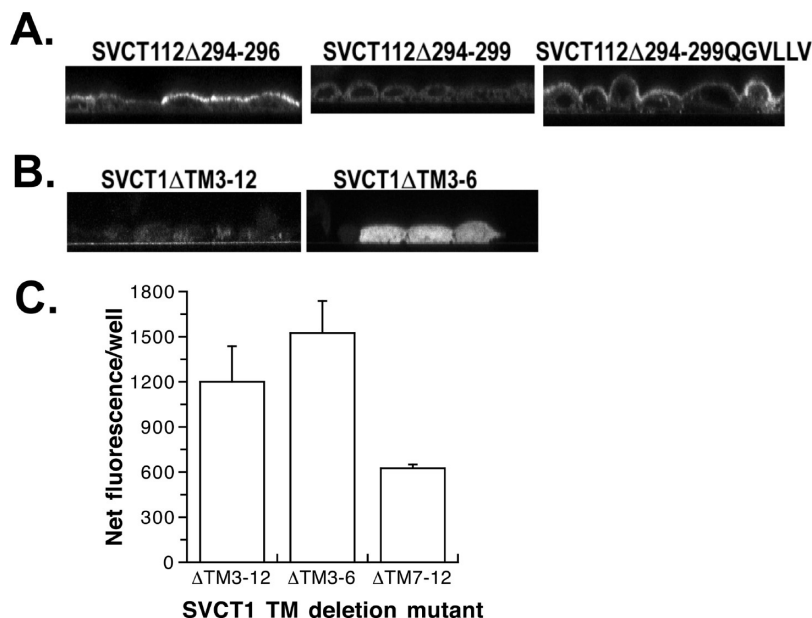 A.
SVCT112Δ294-296 SVCT112Δ294-299 SVCT112Δ294-299QGVLLV
B.
SVCT1ΔTM3-12 SVCT1ΔTM3-6
C.
Net fluorescence/well
1800
1500
1200
900
600
300
0
ΔTM3-12 ΔTM3-6 ΔTM7-12
SVCT1 TM deletion mutant